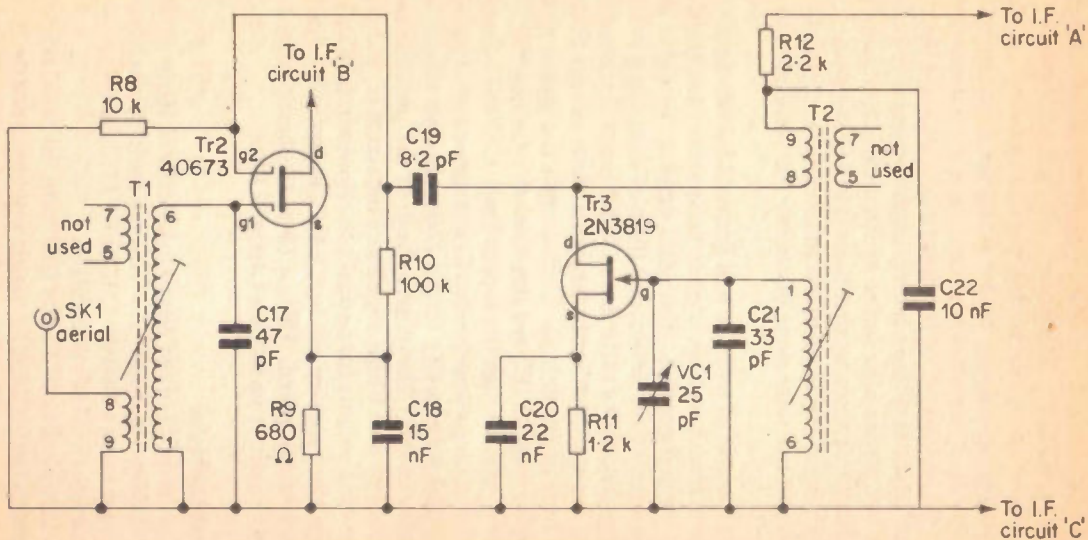 To I.F.
circuit 'A'
To I.F.
circuit 'B'
R12
2·2 k
R8
10 k
Tr2
40673
g2
d
g1
s
C19
8·2 pF
T2
9
8
7
5
not
used
T1
7
5
not
used
6
1
SK1
aerial
8
9
Tr3
2N3819
d
g
s
R10
100 k
C17
47
pF
R9
680
Ω
C18
15
nF
C20
22
nF
R11
1·2 k
VC1
25
pF
C21
33
pF
1
6
C22
10 nF
To I.F.
circuit 'C'